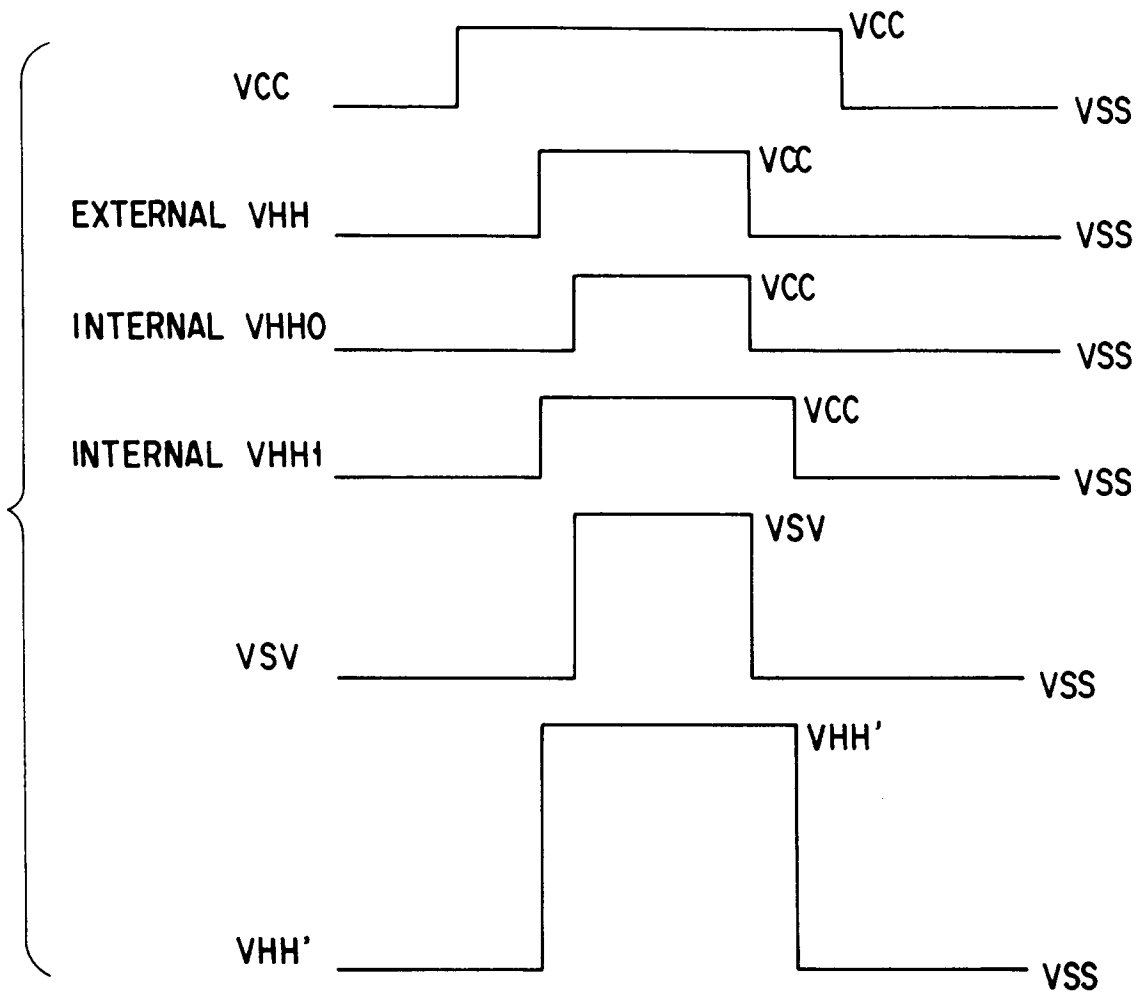 VCC
VCC
VSS
VCC
EXTERNAL VHH
VSS
VCC
INTERNAL VHH0
VSS
VCC
INTERNAL VHH1
VSS
VSV
VSV
VSS
VHH'
VHH'
VSS